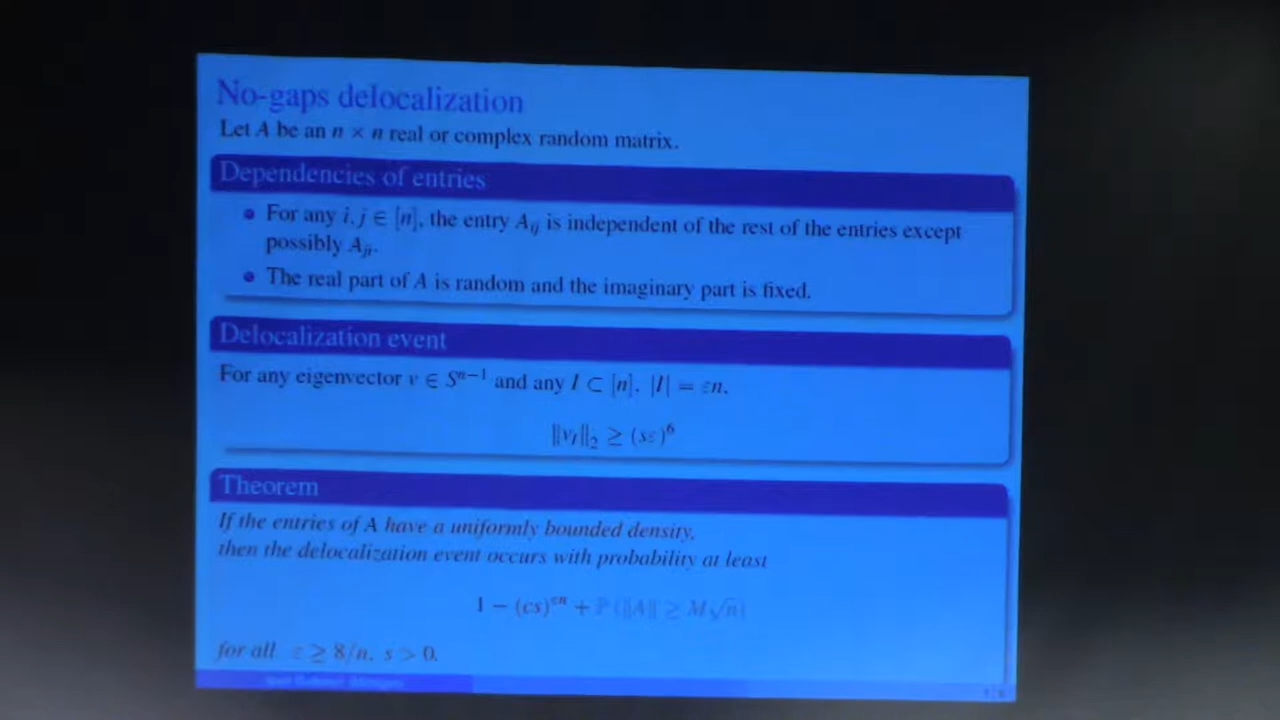 No-gaps delocalization
Let A be an n × n real or complex random matrix.
Dependencies of entries
• For any i, j ∈ [n], the entry A_ij is independent of the rest of the entries except
possibly A_ji.
• The real part of A is random and the imaginary part is fixed.
Delocalization event
For any eigenvector v ∈ S^{n−1} and any I ⊂ [n], |I| = εn,
‖v_I‖_2 ≥ (sε)^6
Theorem
If the entries of A have a uniformly bounded density,
then the delocalization event occurs with probability at least
1 − (cs)^{εn} + ℙ(‖A‖ ≥ M√n)
for all ε ≥ 8/n, s > 0.